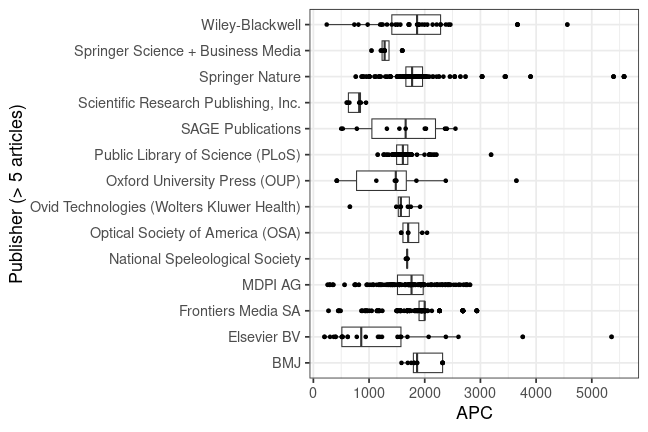 Publisher (> 5 articles)
Wiley-Blackwell
Springer Science + Business Media
Springer Nature
Scientific Research Publishing, Inc.
SAGE Publications
Public Library of Science (PLoS)
Oxford University Press (OUP)
Ovid Technologies (Wolters Kluwer Health)
Optical Society of America (OSA)
National Speleological Society
MDPI AG
Frontiers Media SA
Elsevier BV
BMJ
0 1000 2000 3000 4000 5000
APC